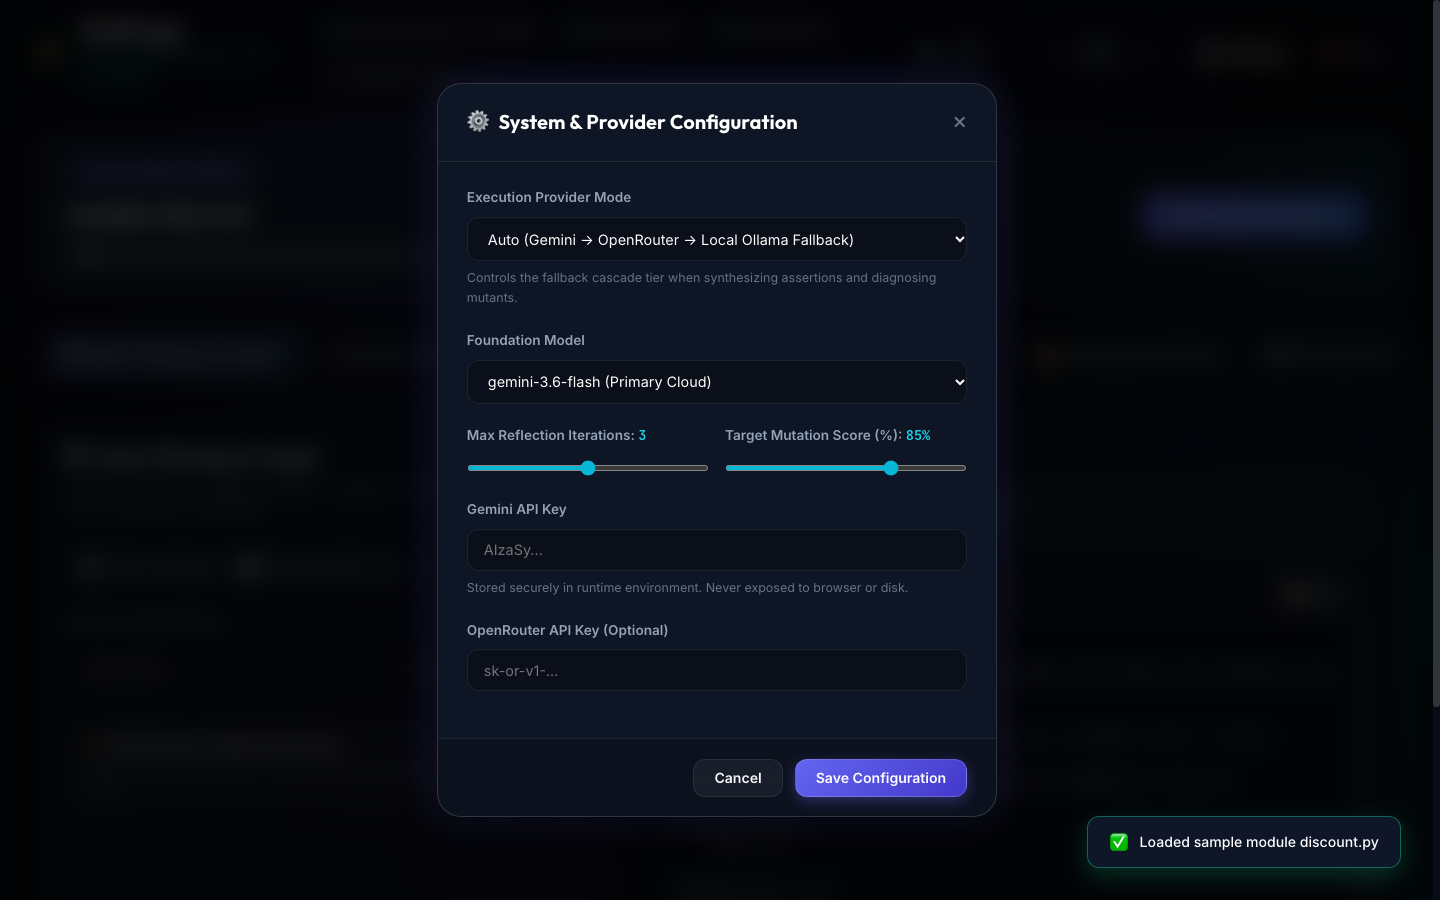 System & Provider Configuration
×
Execution Provider Mode
Auto (Gemini → OpenRouter → Local Ollama Fallback)
Controls the fallback cascade tier when synthesizing assertions and diagnosing
mutants.
Foundation Model
gemini-3.6-flash (Primary Cloud)
Max Reflection Iterations: 3
Target Mutation Score (%): 85%
Gemini API Key
AIzaSy...
Stored securely in runtime environment. Never exposed to browser or disk.
OpenRouter API Key (Optional)
sk-or-v1-...
Cancel
Save Configuration
Loaded sample module discount.py